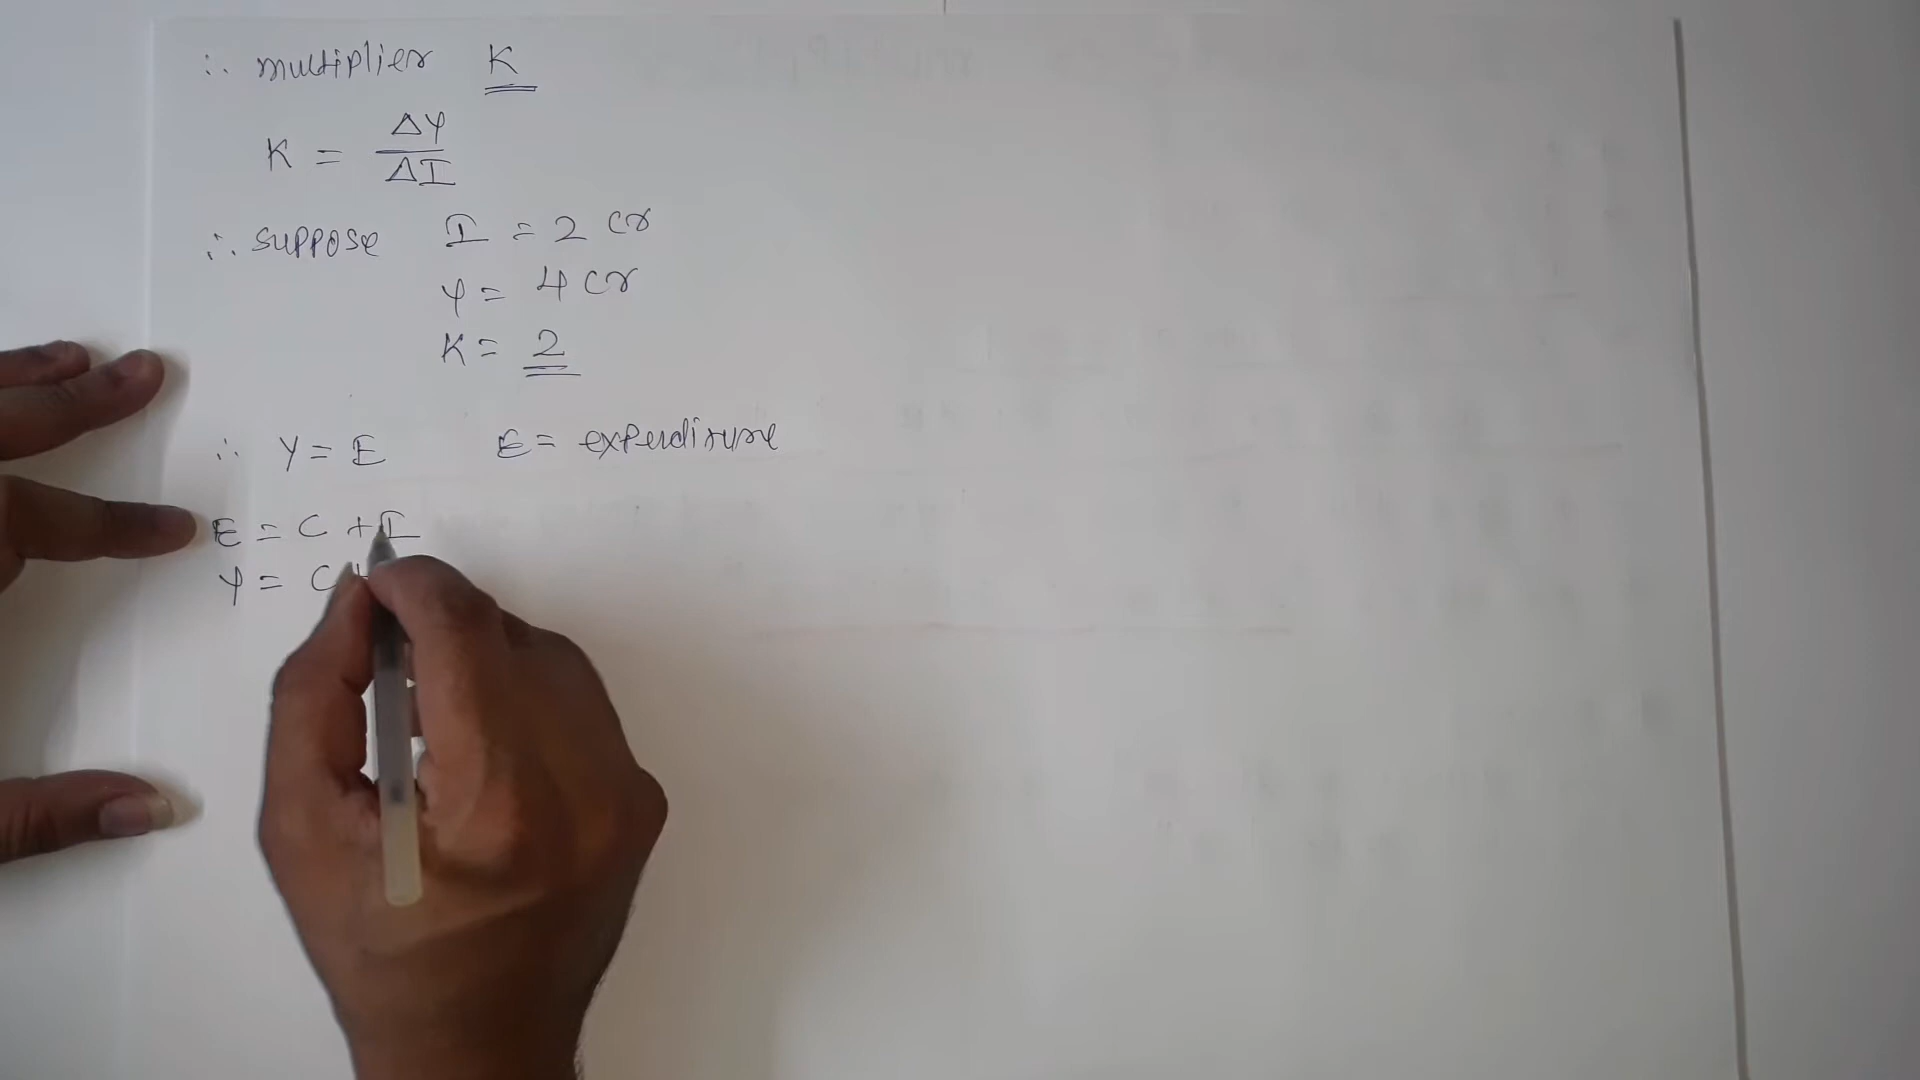 ∴ multiplier K
K = ΔY / ΔI
∴ suppose I = 2 Cr
Y = 4 Cr
K = 2
∴ Y = E E = expenditure
E = C + I
Y = C +